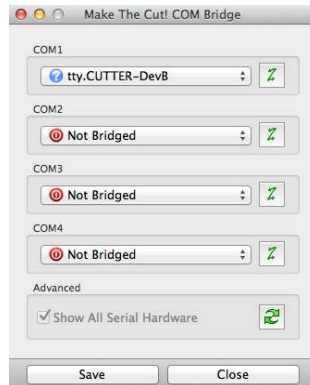 Make The Cut! COM Bridge
COM1
tty.CUTTER-DevB
COM2
Not Bridged
COM3
Not Bridged
COM4
Not Bridged
Advanced
Show All Serial Hardware
Save Close